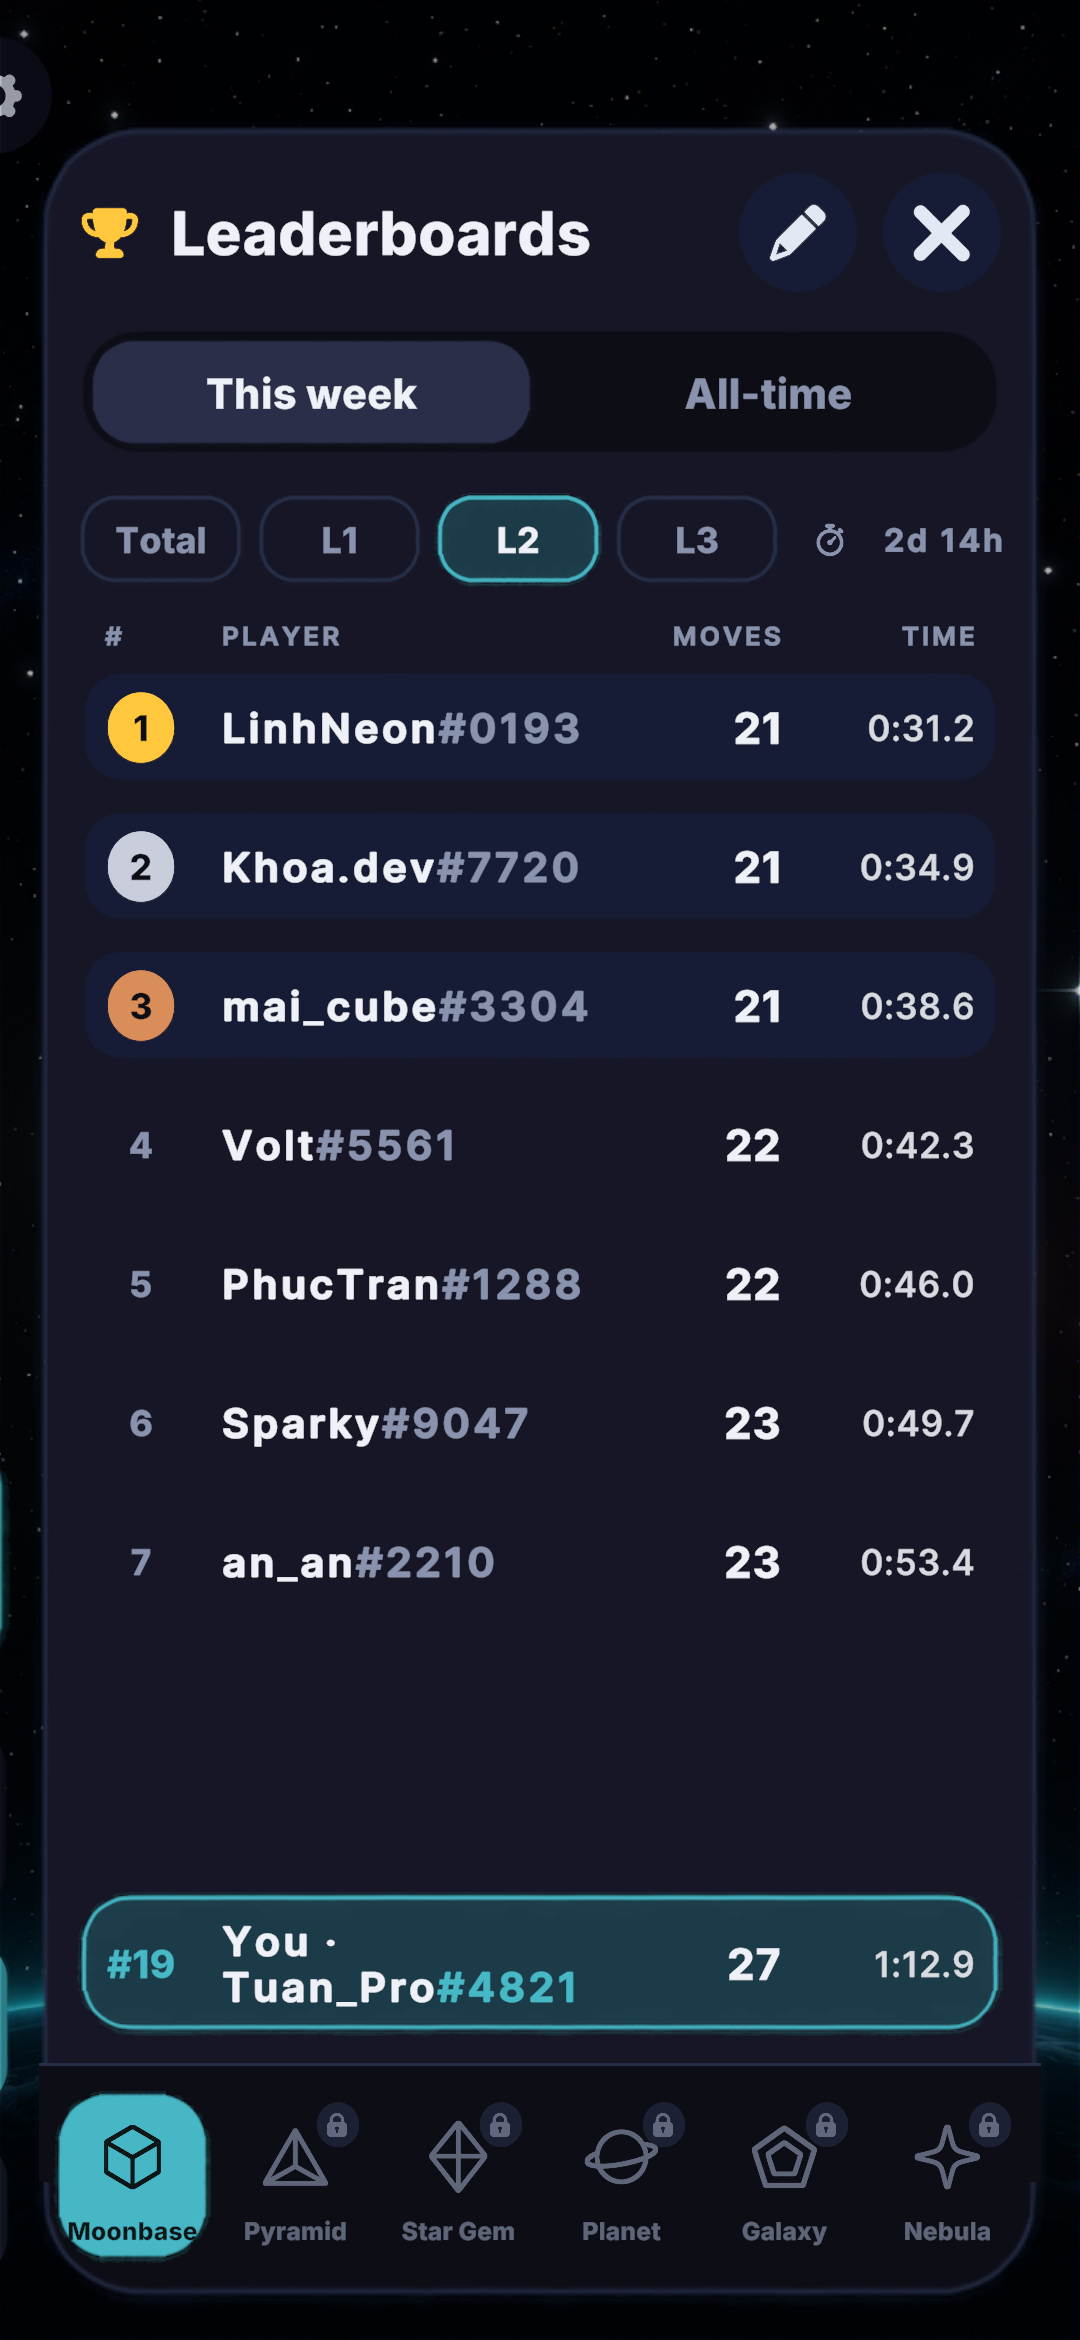 Leaderboards
This week All-time
Total L1 L2 L3 2d 14h
# PLAYER MOVES TIME
1 LinhNeon#0193 21 0:31.2
2 Khoa.dev#7720 21 0:34.9
3 mai_cube#3304 21 0:38.6
4 Volt#5561 22 0:42.3
5 PhucTran#1288 22 0:46.0
6 Sparky#9047 23 0:49.7
7 an_an#2210 23 0:53.4
#19 You ·
Tuan_Pro#4821 27 1:12.9
Moonbase Pyramid Star Gem Planet Galaxy Nebula